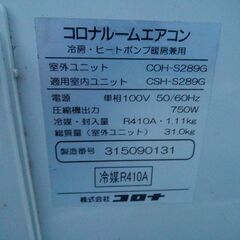 コロナルームエアコン
冷房・ヒートポンプ暖房兼用
室外ユニット COH-S289G
適用室内ユニット CSH-S289G
電源 単相100V 50/60Hz
圧縮機出力 750W
冷媒・封入量 R410A・1.11kg
総質量(室外ユニット) 31.0kg
製造番号 315090131
冷媒R410A
株式会社 コロナ